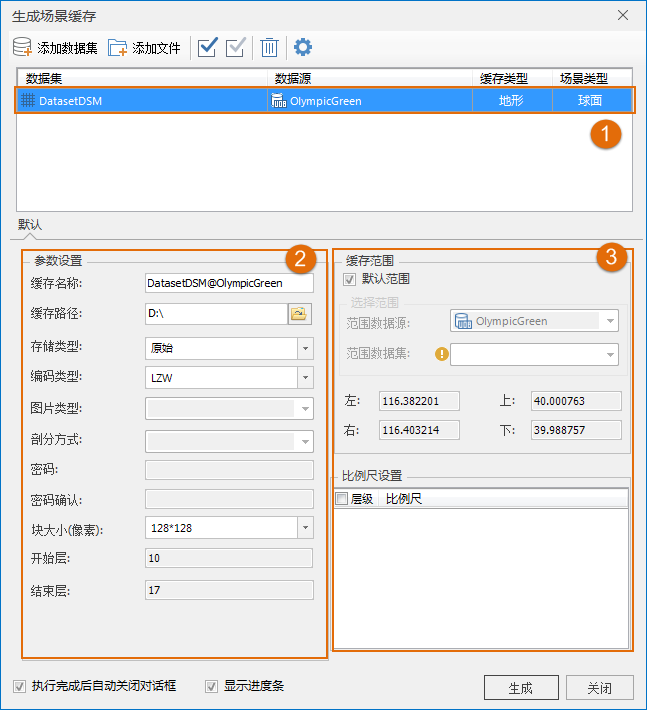 生成场景缓存
添加数据集 添加文件
数据集 数据源 缓存类型 场景类型
DatasetDSM OlympicGreen 地形 球面
1
默认
参数设置 2
缓存名称: DatasetDSM@OlympicGreen
缓存路径: D:\
存储类型: 原始
编码类型: LZW
图片类型:
剖分方式:
密码:
密码确认:
块大小(像素): 128*128
开始层: 10
结束层: 17
缓存范围 3
默认范围
选择范围
范围数据源: OlympicGreen
范围数据集:
左: 116.382201 上: 40.000763
右: 116.403214 下: 39.988757
比例尺设置
层级 比例尺
执行完成后自动关闭对话框 显示进度条 生成 关闭